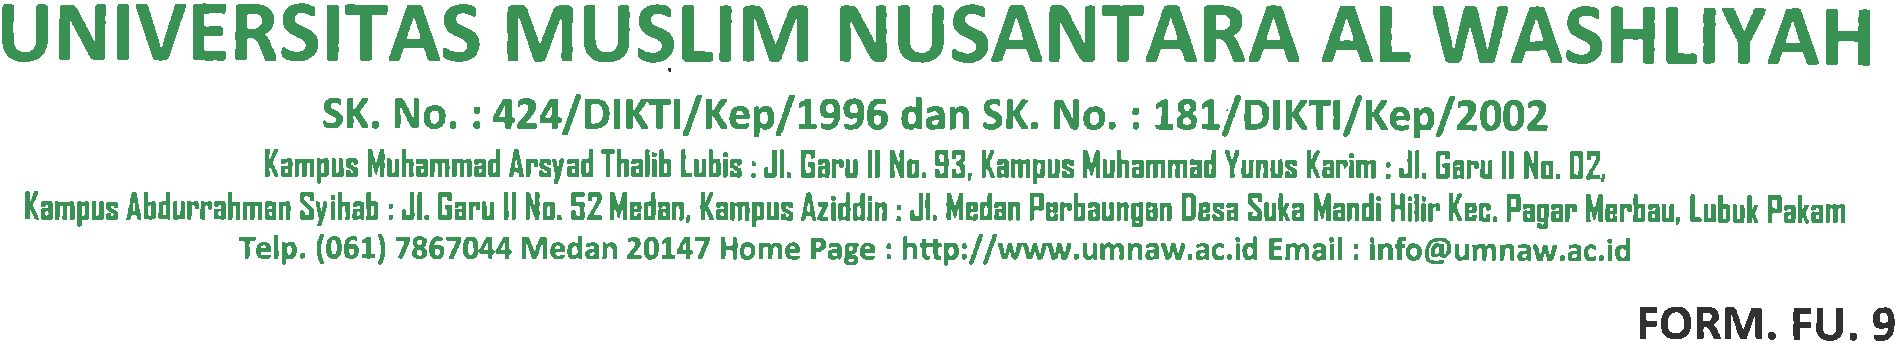 UNIVERSITAS MUSLIM NUSANTARA AL WASHLIYAH
SK. No. : 424/DIKTI/Kep/1996 dan SK. No. : 181/DIKTI/Kep/2002
Kampus Muhammad Arsyad Thalib Lubis : Jl. Garu II No. 93, Kampus Muhammad Yunus Karim : Jl. Garu II No. 02,
Kampus Abdurrahman Syihab : Jl. Garu II No. 52 Medan, Kampus Aziddin : Jl. Medan Perbaungan Desa Suka Mandi Hilir Kec. Pagar Merbau, Lubuk Pakam
Telp. (061) 7867044 Medan 20147 Home Page : http://www.umnaw.ac.id Email : info@umnaw.ac.id
FORM. FU. 9